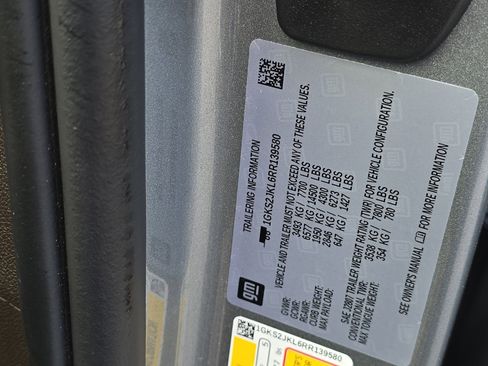 TRAILERING INFORMATION
1GKS2JKL6RR139580
VEHICLE AND TRAILER MUST NOT EXCEED ANY OF THESE VALUES.
GVWR: 3493 KG / 7700 LBS
GCWR: 6577 KG / 14500 LBS
RGAWR: 1950 KG / 4300 LBS
CURB WEIGHT: 2846 KG / 6273 LBS
MAX PAYLOAD: 647 KG / 1427 LBS
SAE J2807 TRAILER WEIGHT RATING (TWR) FOR VEHICLE CONFIGURATION.
CONVENTIONAL TWR: 3538 KG / 7800 LBS
MAX TONGUE WEIGHT: 354 KG / 780 LBS
SEE OWNER'S MANUAL FOR MORE INFORMATION
gm
1GKS2JKL6RR139580